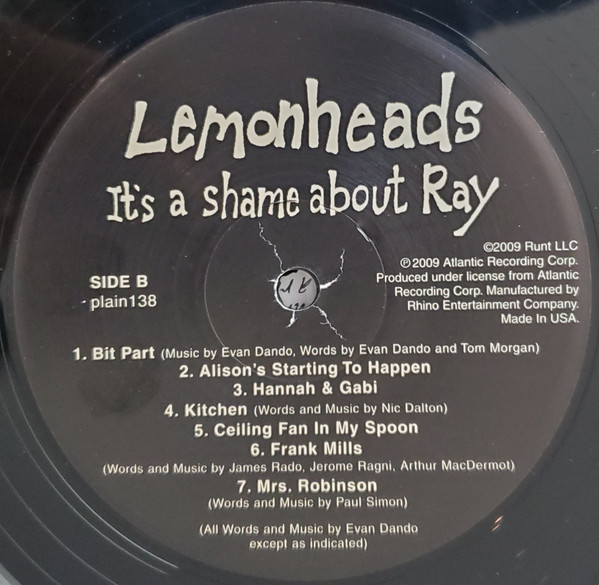 Lemonheads
It's a shame about Ray
©2009 Runt LLC
℗2009 Atlantic Recording Corp.
Produced under license from Atlantic
Recording Corp. Manufactured by
Rhino Entertainment Company.
Made In USA.
SIDE B
plain138
1. Bit Part (Music by Evan Dando, Words by Evan Dando and Tom Morgan)
2. Alison's Starting To Happen
3. Hannah & Gabi
4. Kitchen (Words and Music by Nic Dalton)
5. Ceiling Fan In My Spoon
6. Frank Mills
(Words and Music by James Rado, Jerome Ragni, Arthur MacDermot)
7. Mrs. Robinson
(Words and Music by Paul Simon)
(All Words and Music by Evan Dando
except as indicated)